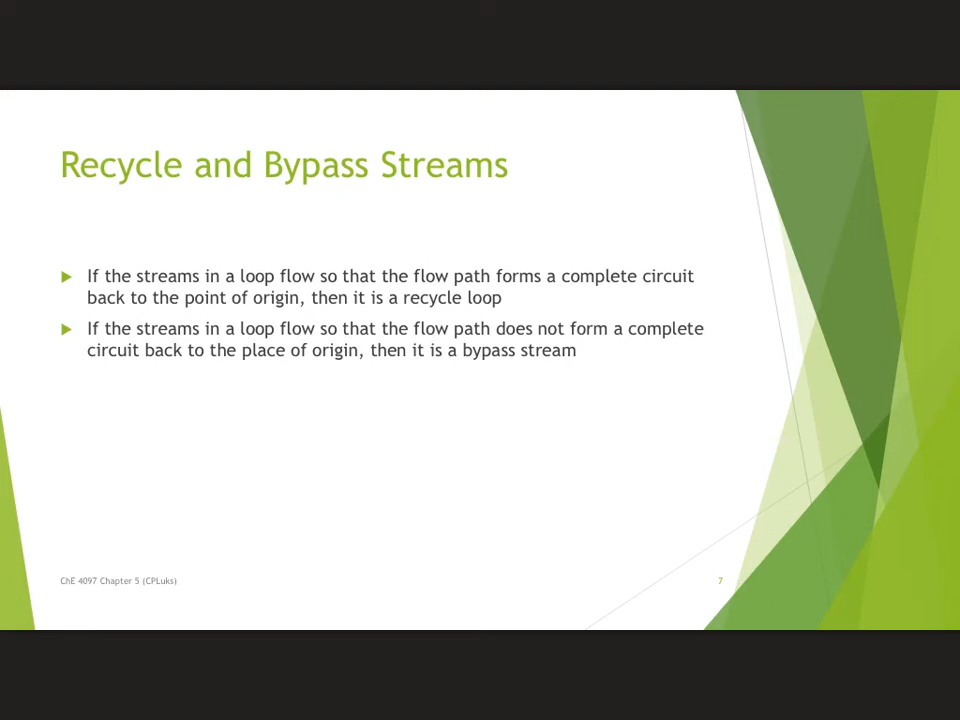 Recycle and Bypass Streams
If the streams in a loop flow so that the flow path forms a complete circuit
back to the point of origin, then it is a recycle loop
If the streams in a loop flow so that the flow path does not form a complete
circuit back to the place of origin, then it is a bypass stream
ChE 4097 Chapter 5 (CPLuks)
7